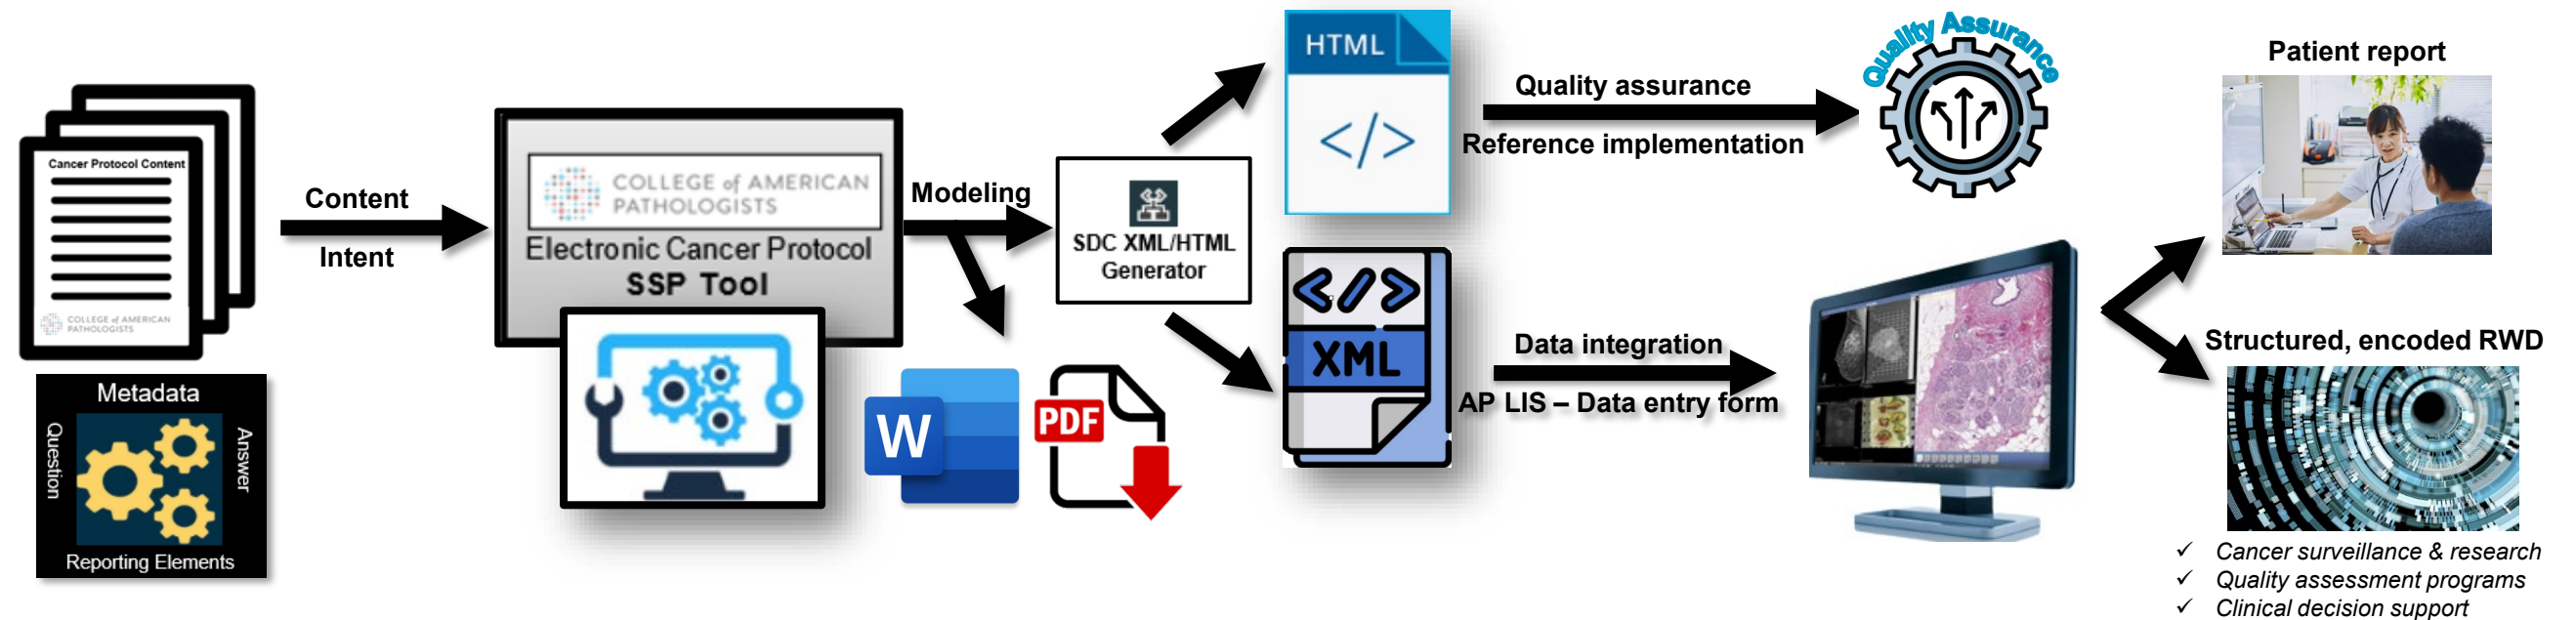 Cancer Protocol Content
COLLEGE of AMERICAN
PATHOLOGISTS
Metadata
Question
Answer
Reporting Elements
Content
Intent
COLLEGE of AMERICAN
PATHOLOGISTS
Electronic Cancer Protocol
SSP Tool
Modeling
W
PDF
SDC XML/HTML
Generator
HTML
</>
</>
XML
Quality assurance
Reference implementation
Quality Assurance
Data integration
AP LIS – Data entry form
Patient report
Structured, encoded RWD
✓ Cancer surveillance & research
✓ Quality assessment programs
✓ Clinical decision support